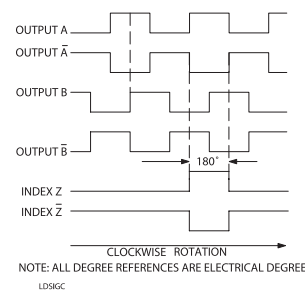 OUTPUT A
OUTPUT A̅
OUTPUT B
OUTPUT B̅
180°
INDEX Z
INDEX Z̅
CLOCKWISE ROTATION
NOTE: ALL DEGREE REFERENCES ARE ELECTRICAL DEGREE
LDSIGC